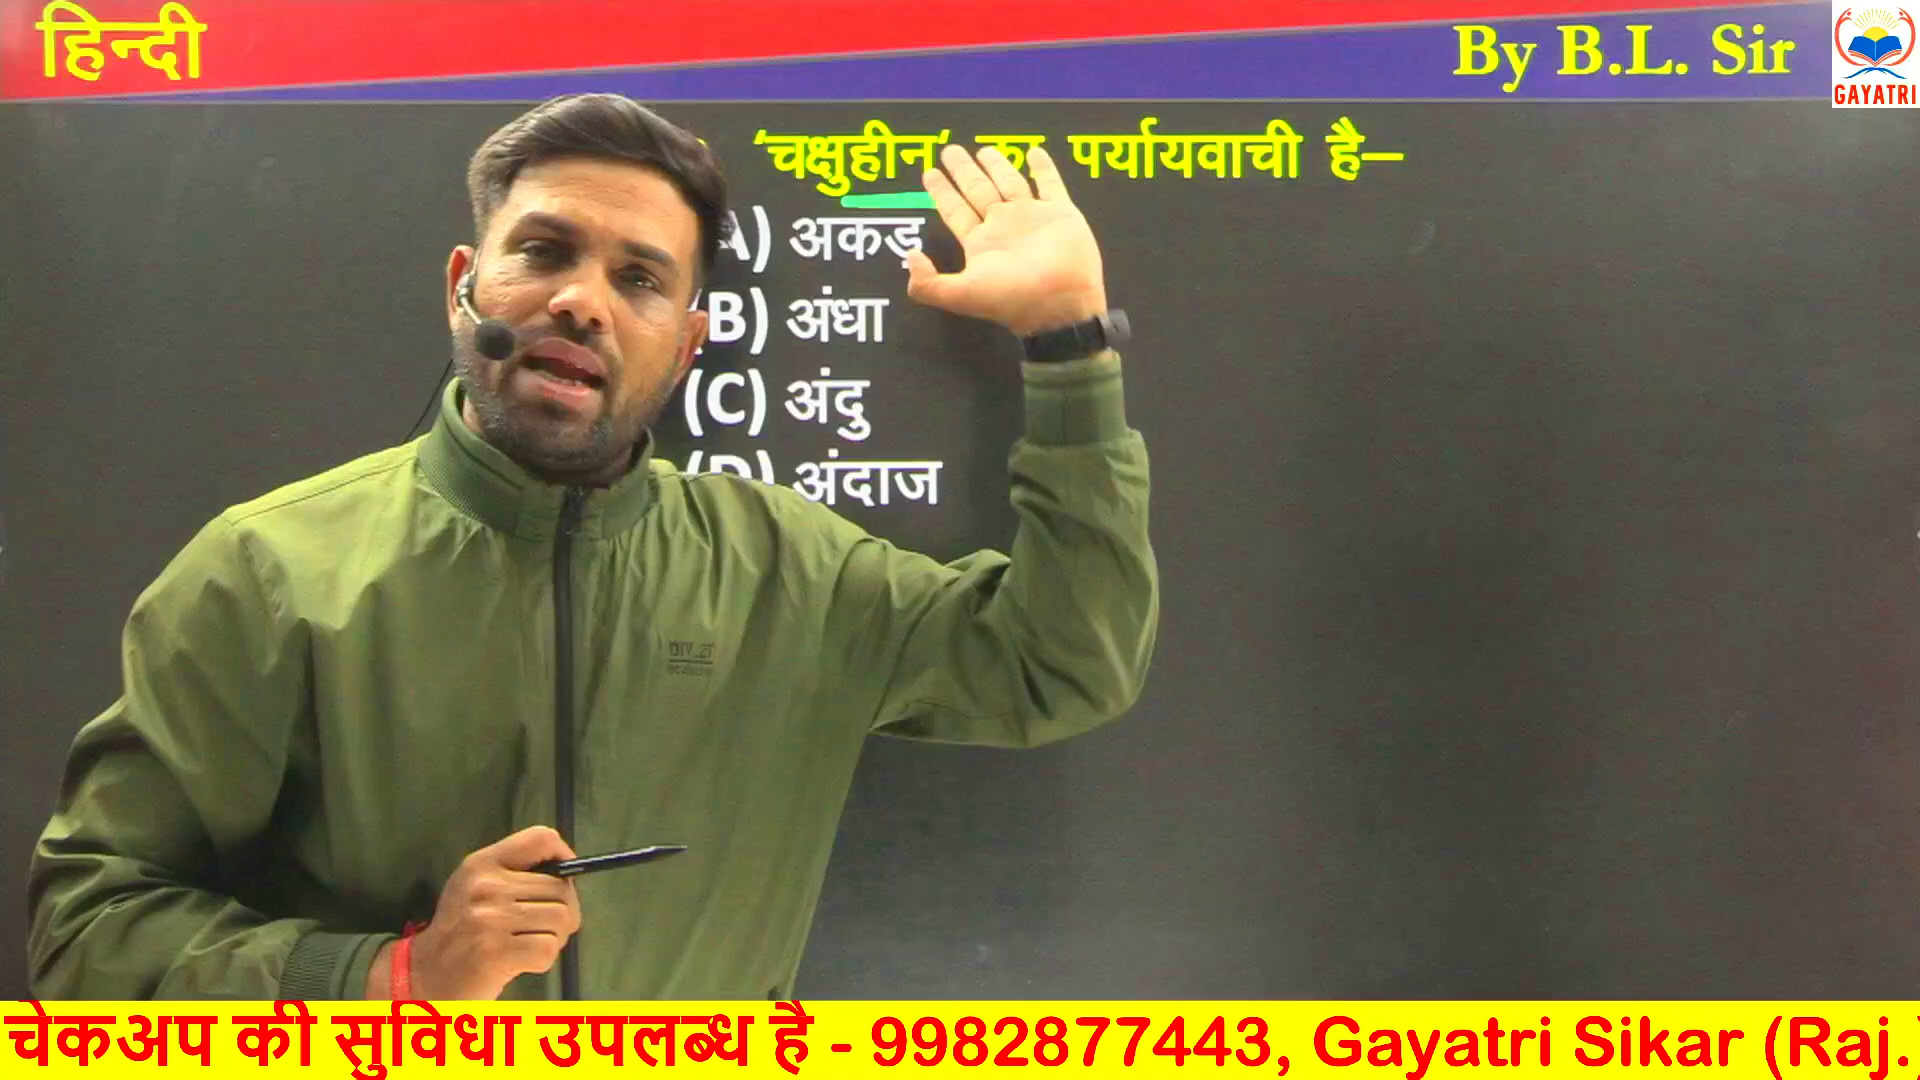 हिन्दी
By B.L. Sir
GAYATRI
'चक्षुहीन' का पर्यायवाची है–
A) अकड़
(B) अंधा
(C) अंदु
(D) अंदाज
चेकअप की सुविधा उपलब्ध है - 9982877443, Gayatri Sikar (Raj.)